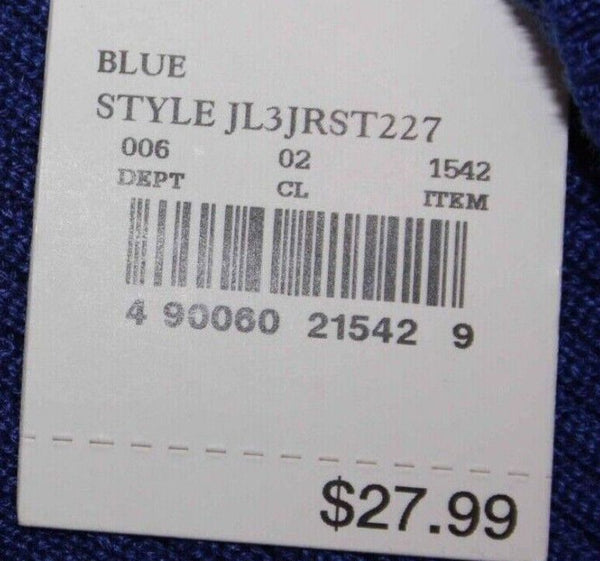 BLUE
STYLE JL3JRST227
006 02 1542
DEPT CL ITEM
4 90060 21542 9
$27.99